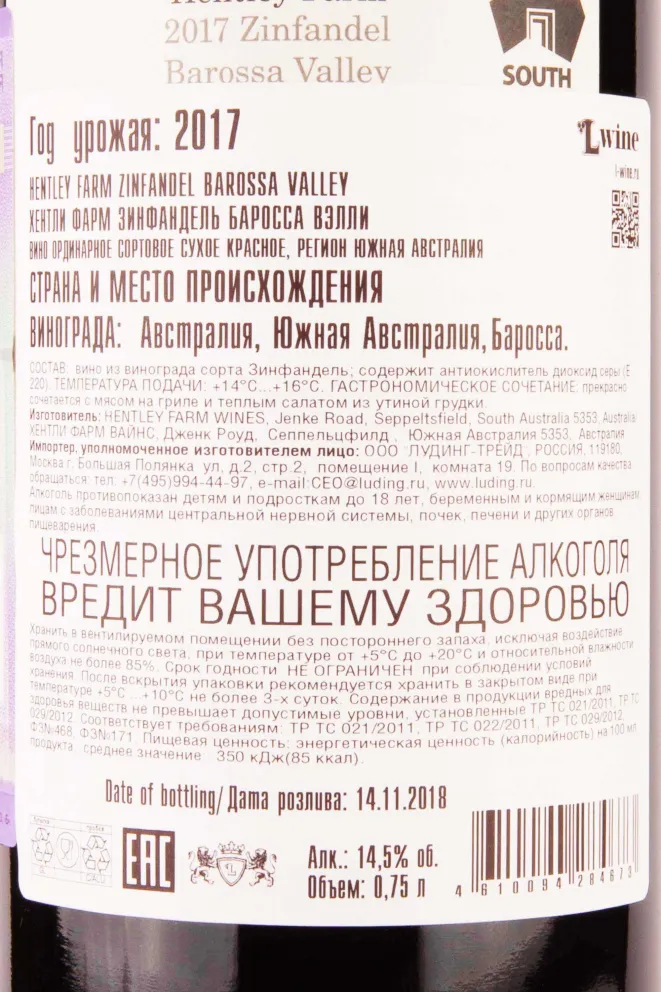 Hentley Farm
2017 Zinfandel
Barossa Valley
SOUTH
Год урожая: 2017
Lwine
l-wine.ru
HENTLEY FARM ZINFANDEL BAROSSA VALLEY
ХЕНТЛИ ФАРМ ЗИНФАНДЕЛЬ БАРОССА ВЭЛЛИ
ВИНО ОРДИНАРНОЕ СОРТОВОЕ СУХОЕ КРАСНОЕ, РЕГИОН ЮЖНАЯ АВСТРАЛИЯ
СТРАНА И МЕСТО ПРОИСХОЖДЕНИЯ
ВИНОГРАДА: Австралия, Южная Австралия, Баросса.
СОСТАВ: вино из винограда сорта Зинфандель; содержит антиокислитель диоксид серы (Е
220). ТЕМПЕРАТУРА ПОДАЧИ: +14°С...+16°С. ГАСТРОНОМИЧЕСКОЕ СОЧЕТАНИЕ: прекрасно
сочетается с мясом на гриле и теплым салатом из утиной грудки.
Изготовитель: HENTLEY FARM WINES, Jenke Road, Seppeltsfield, South Australia 5353, Australia/
ХЕНТЛИ ФАРМ ВАЙНС, Дженк Роуд, Сеппельцфилд , Южная Австралия 5353, Австралия
Импортер, уполномоченное изготовителем лицо: ООО "ЛУДИНГ-ТРЕЙД", РОССИЯ, 119180,
Москва г, Большая Полянка ул, д.2, стр.2, помещение I, комната 19. По вопросам качества
обращаться: тел. +7(495)994-44-97, e-mail:CEO@luding.ru, www.luding.ru.
Алкоголь противопоказан детям и подросткам до 18 лет, беременным и кормящим женщинам,
лицам с заболеваниями центральной нервной системы, почек, печени и других органов
пищеварения.
ЧРЕЗМЕРНОЕ УПОТРЕБЛЕНИЕ АЛКОГОЛЯ
ВРЕДИТ ВАШЕМУ ЗДОРОВЬЮ
Хранить в вентилируемом помещении без постороннего запаха, исключая воздействие
прямого солнечного света, при температуре от +5°С до +20°С и относительной влажности
воздуха не более 85%. Срок годности НЕ ОГРАНИЧЕН при соблюдении условий
хранения. После вскрытия упаковки рекомендуется хранить в закрытом виде при
температуре +5°С ...+10°С не более 3-х суток. Содержание в продукции вредных для
здоровья веществ не превышает допустимые уровни, установленные ТР ТС 021/2011, ТР ТС
029/2012. Соответствует требованиям: ТР ТС 021/2011, ТР ТС 022/2011, ТР ТС 029/2012,
ФЗ№468, ФЗ№171. Пищевая ценность: энергетическая ценность (калорийность) на 100 мл
продукта среднее значение 350 кДж(85 ккал).
Date of bottling/Дата розлива: 14.11.2018
EAC
L
Алк.: 14,5% об.
Объем: 0,75 л
4 610094 284673